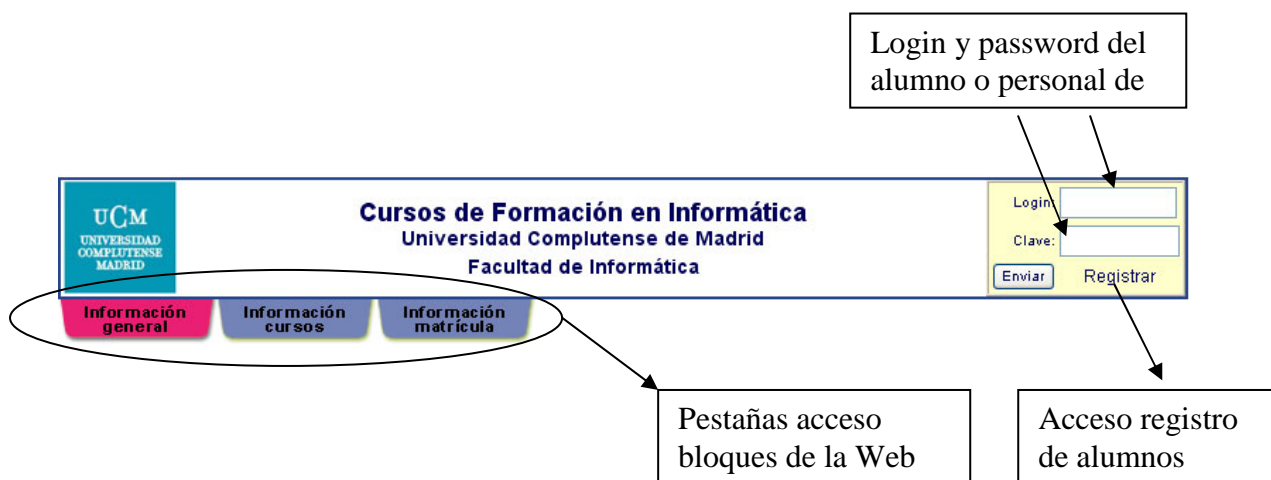 Login y password del
alumno o personal de
UCM
UNIVERSIDAD
COMPLUTENSE
MADRID
Cursos de Formación en Informática
Universidad Complutense de Madrid
Facultad de Informática
Login:
Clave:
Enviar
Registrar
Información
general
Información
cursos
Información
matrícula
Pestañas acceso
bloques de la Web
Acceso registro
de alumnos